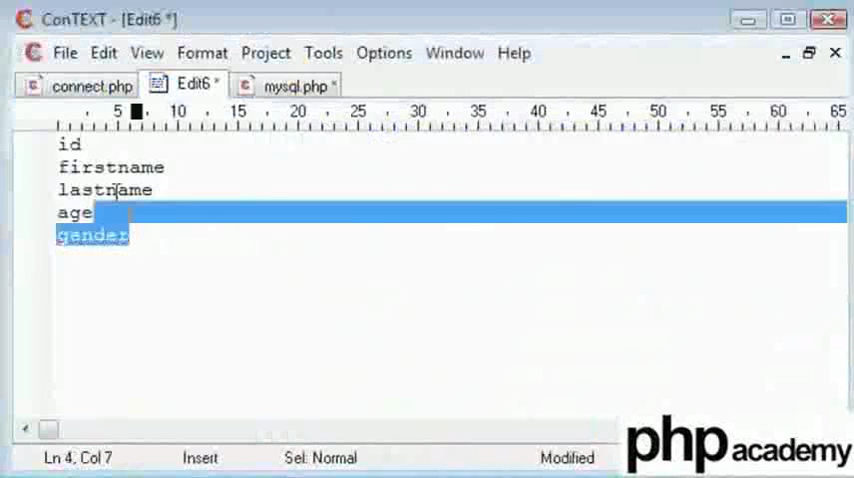 ConTEXT - [Edit6 *]
File Edit View Format Project Tools Options Window Help
connect.php Edit6 * mysql.php *
5 10 15 20 25 30 35 40 45 50 55 60 65
id
firstname
lastname
age
gender
Ln 4, Col 7 Insert Sel: Normal Modified
php academy